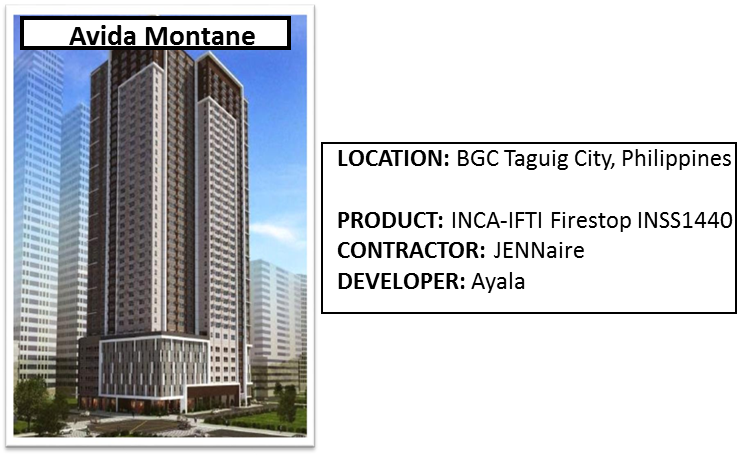 Avida Montane
LOCATION: BGC Taguig City, Philippines
PRODUCT: INCA-IFTI Firestop INSS1440
CONTRACTOR: JENNaire
DEVELOPER: Ayala